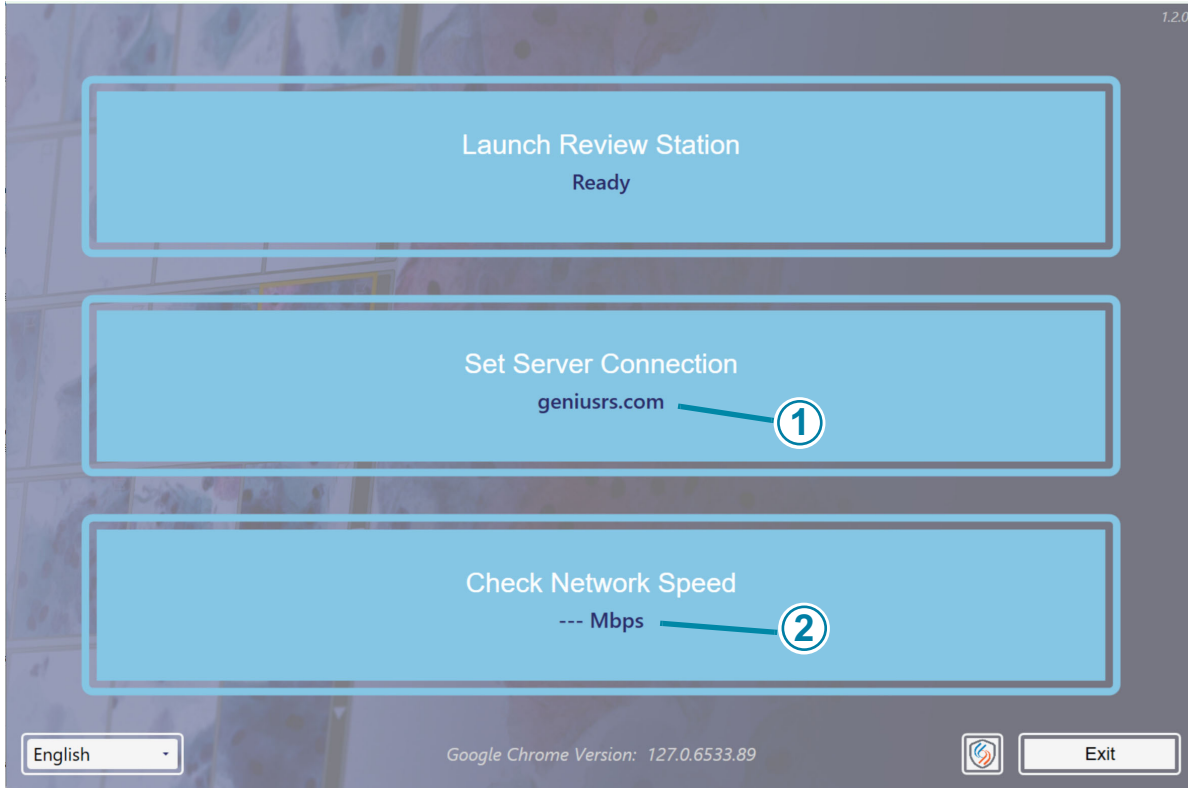 1.2.0
Launch Review Station
Ready
Set Server Connection
geniusrs.com
1
Check Network Speed
--- Mbps
2
English
Google Chrome Version: 127.0.6533.89
Exit